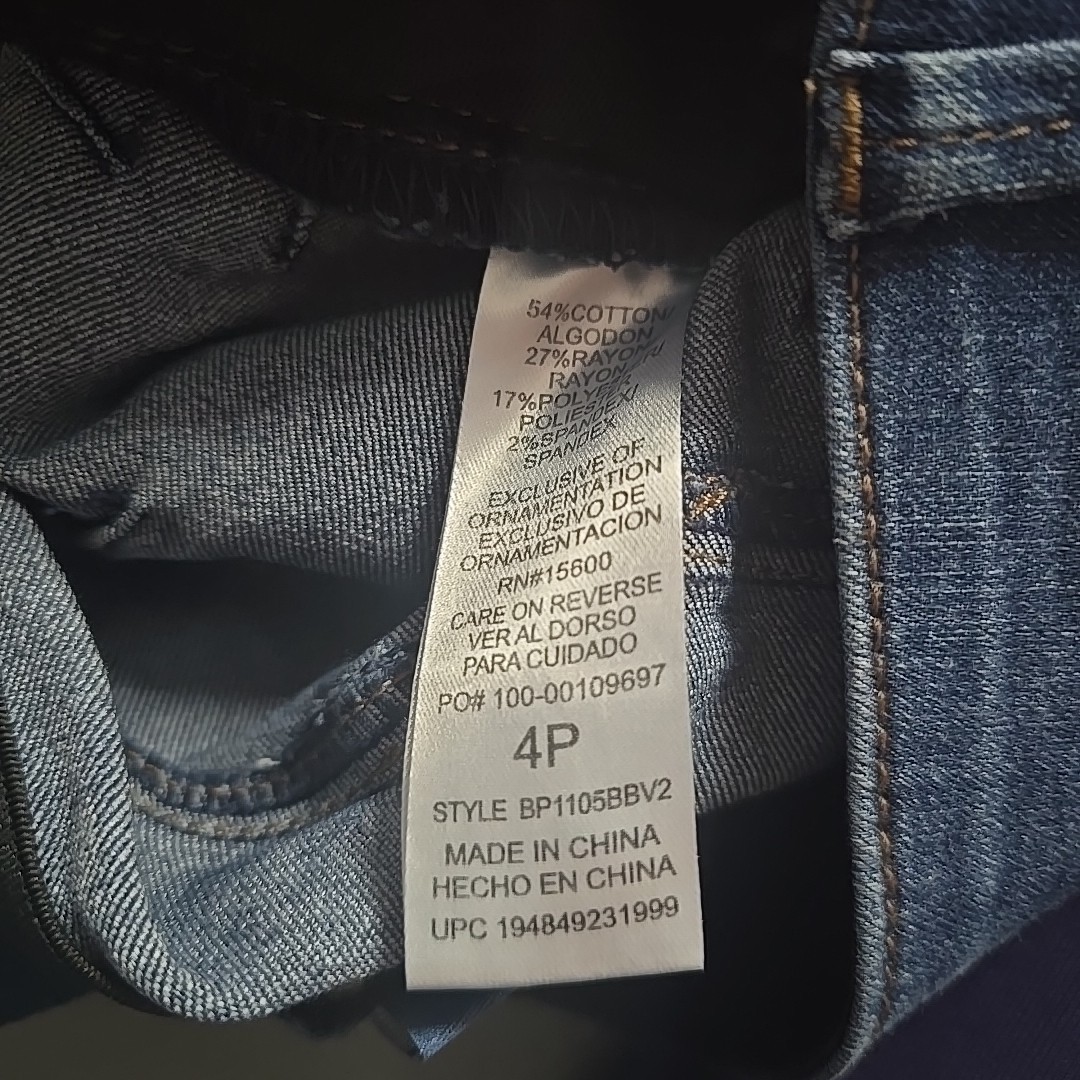 54%COTTON/
ALGODON
27%RAYON/
RAYON
17%POLYESTER
POLIESTER
2%SPANDEX/
SPANDEX
EXCLUSIVE OF
ORNAMENTATION
EXCLUSIVO DE
ORNAMENTACION
RN#15600
CARE ON REVERSE
VER AL DORSO
PARA CUIDADO
PO# 100-00109697
4P
STYLE BP1105BBV2
MADE IN CHINA
HECHO EN CHINA
UPC 194849231999